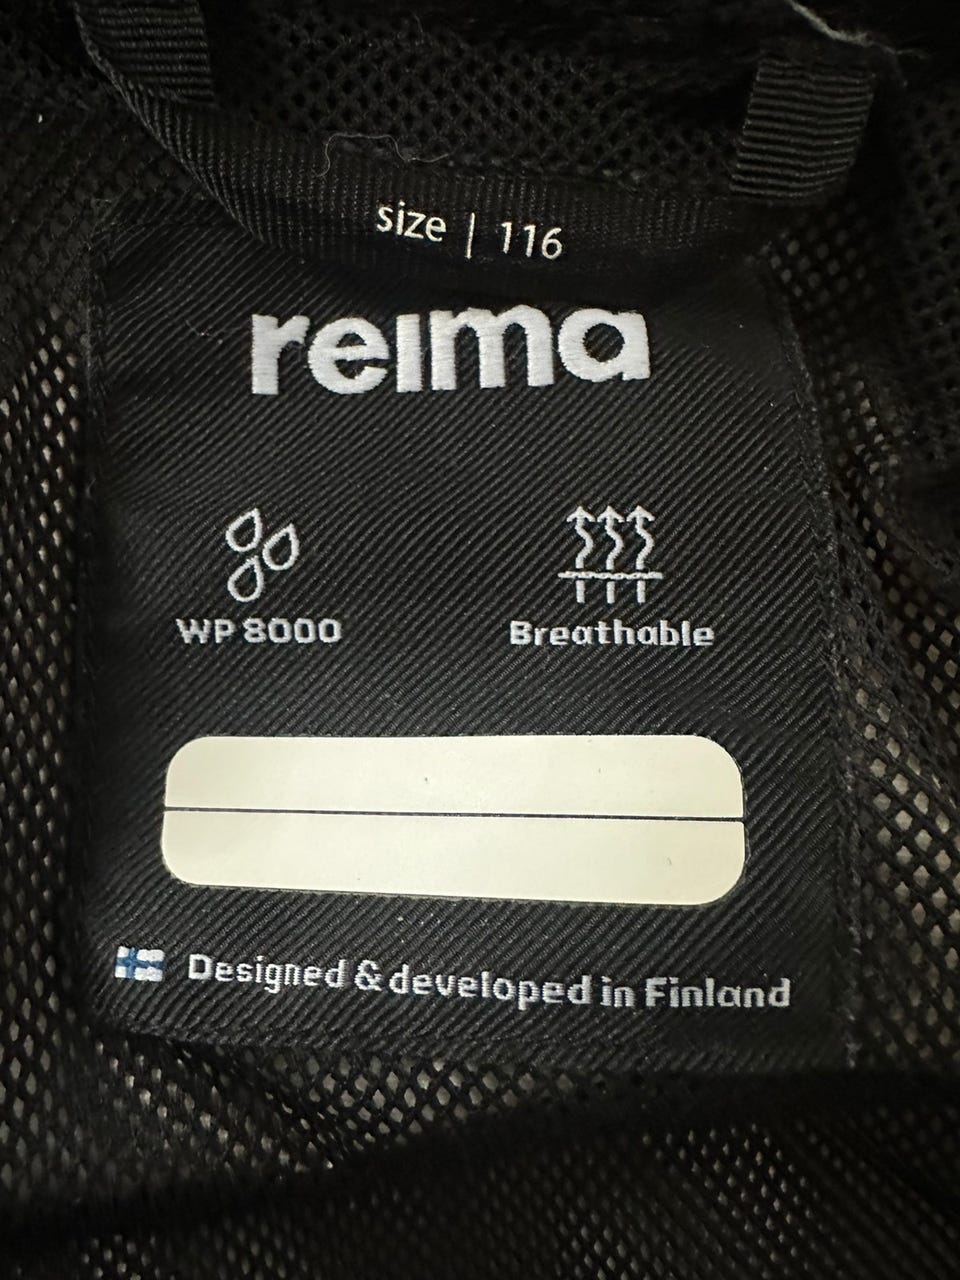 size | 116
reima
WP 8000
Breathable
Designed & developed in Finland